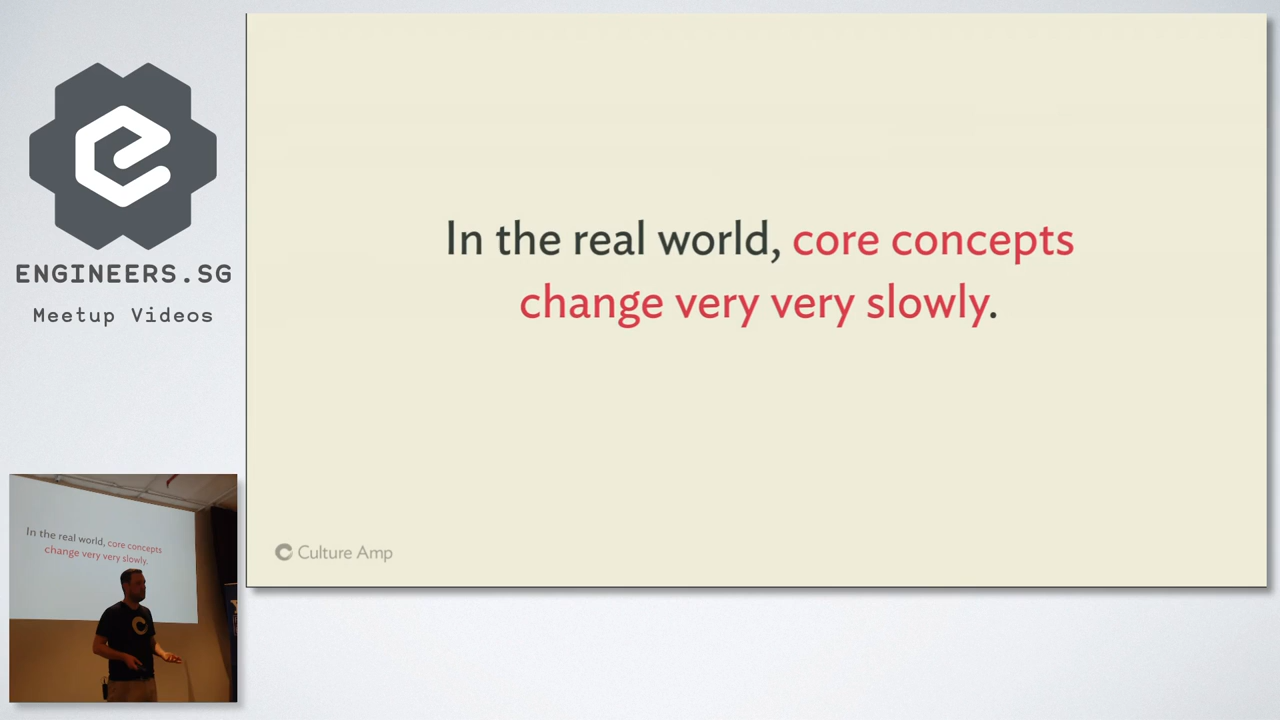 ENGINEERS.SG
Meetup Videos
In the real world, core concepts
change very very slowly.
Culture Amp
In the real world, core concepts
change very very slowly.